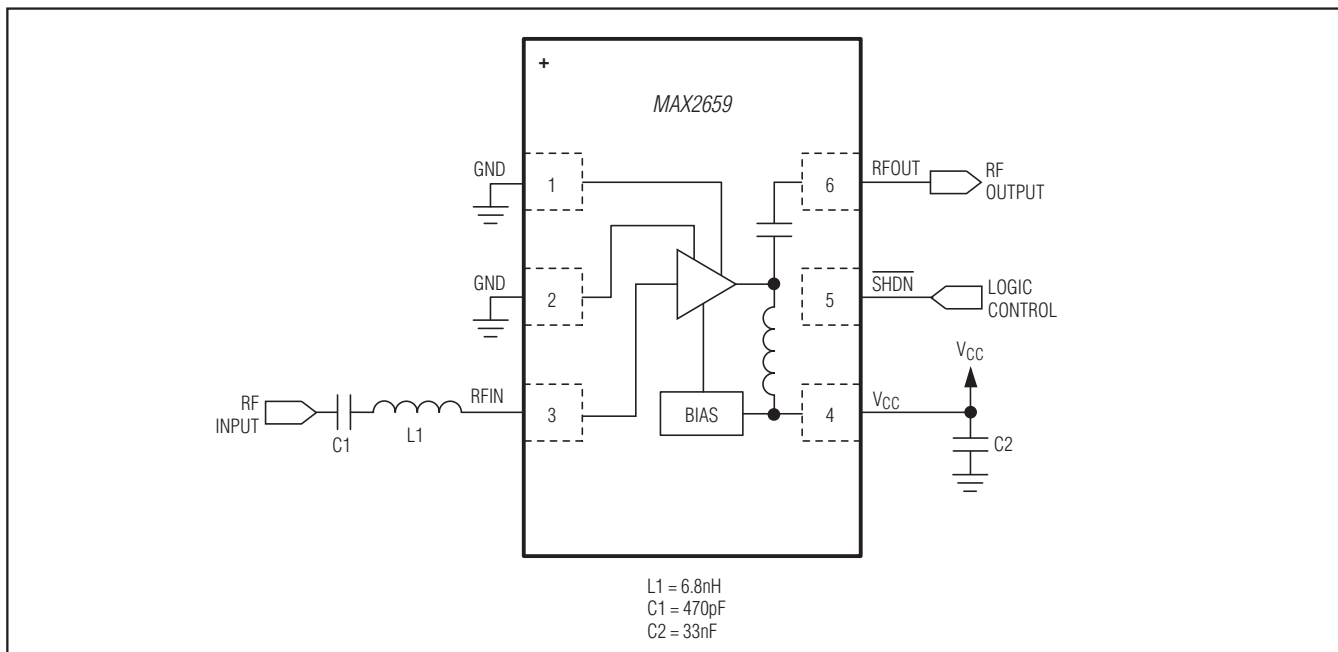 +
MAX2659
GND
1
6
RFOUT
RF
OUTPUT
GND
2
5
SHDN
LOGIC
CONTROL
VCC
RF
INPUT
C1
L1
RFIN
3
BIAS
4
VCC
C2
L1 = 6.8nH
C1 = 470pF
C2 = 33nF